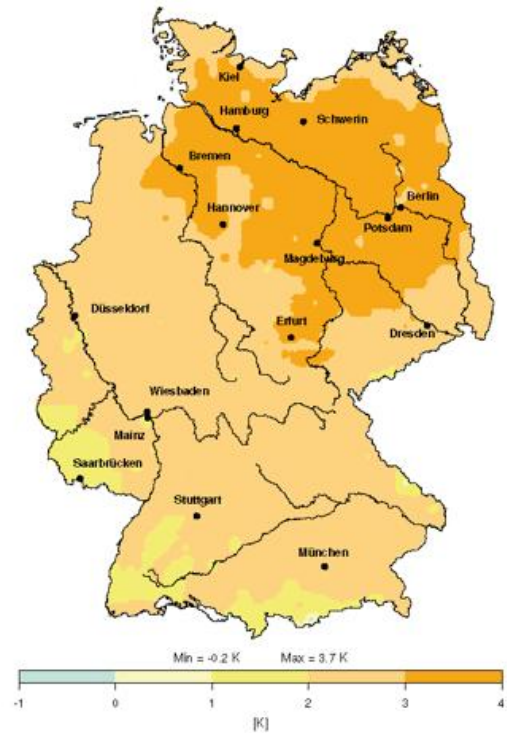 Kiel
Hamburg
Schwerin
Bremen
Berlin
Hannover
Potsdam
Magdeburg
Düsseldorf
Erfurt
Dresden
Wiesbaden
Mainz
Saarbrücken
Stuttgart
München
Min = -0.2 K Max = 3.7 K
-1 0 1 2 3 4
[K]